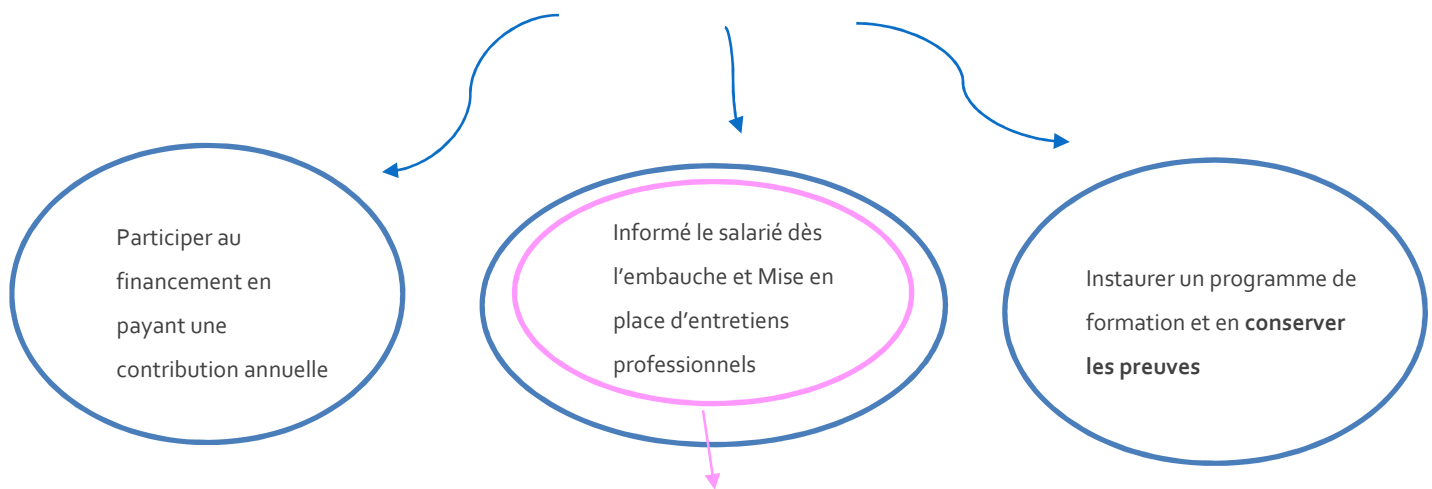 Participer au
financement en
payant une
contribution annuelle
Informé le salarié dès
l'embauche et Mise en
place d'entretiens
professionnels
Instaurer un programme de
formation et en conserver
les preuves